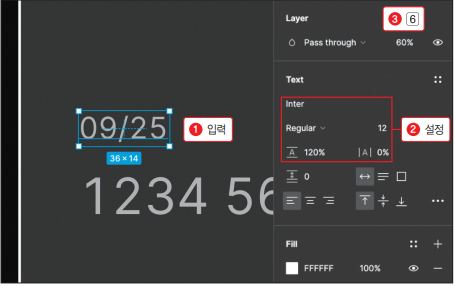 Layer
3 6
Pass through 60%
Text
Inter
09/25
1 입력
Regular 12
2 설정
A 120% |A| 0%
36 × 14
0
1234 56
Fill
FFFFFF 100%